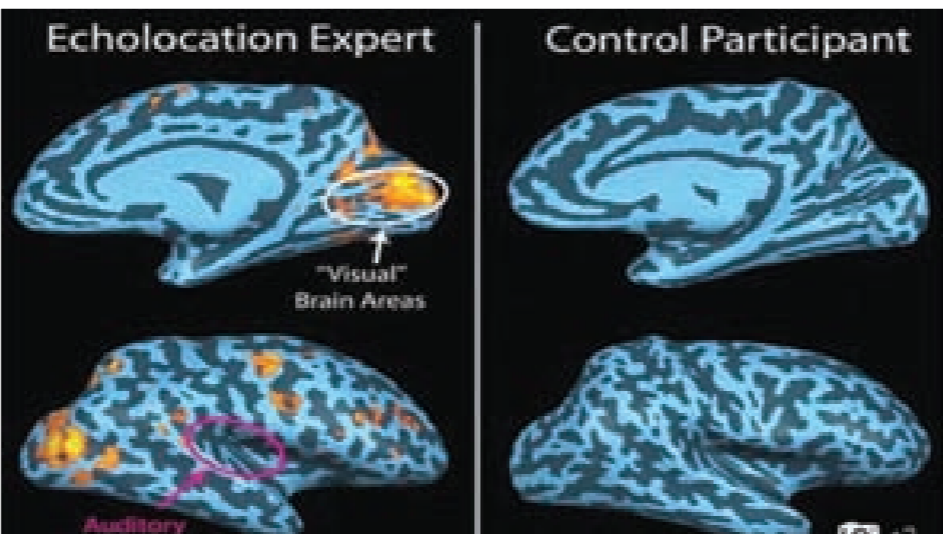 Echolocation Expert
Control Participant
"Visual"
Brain Areas
Auditory